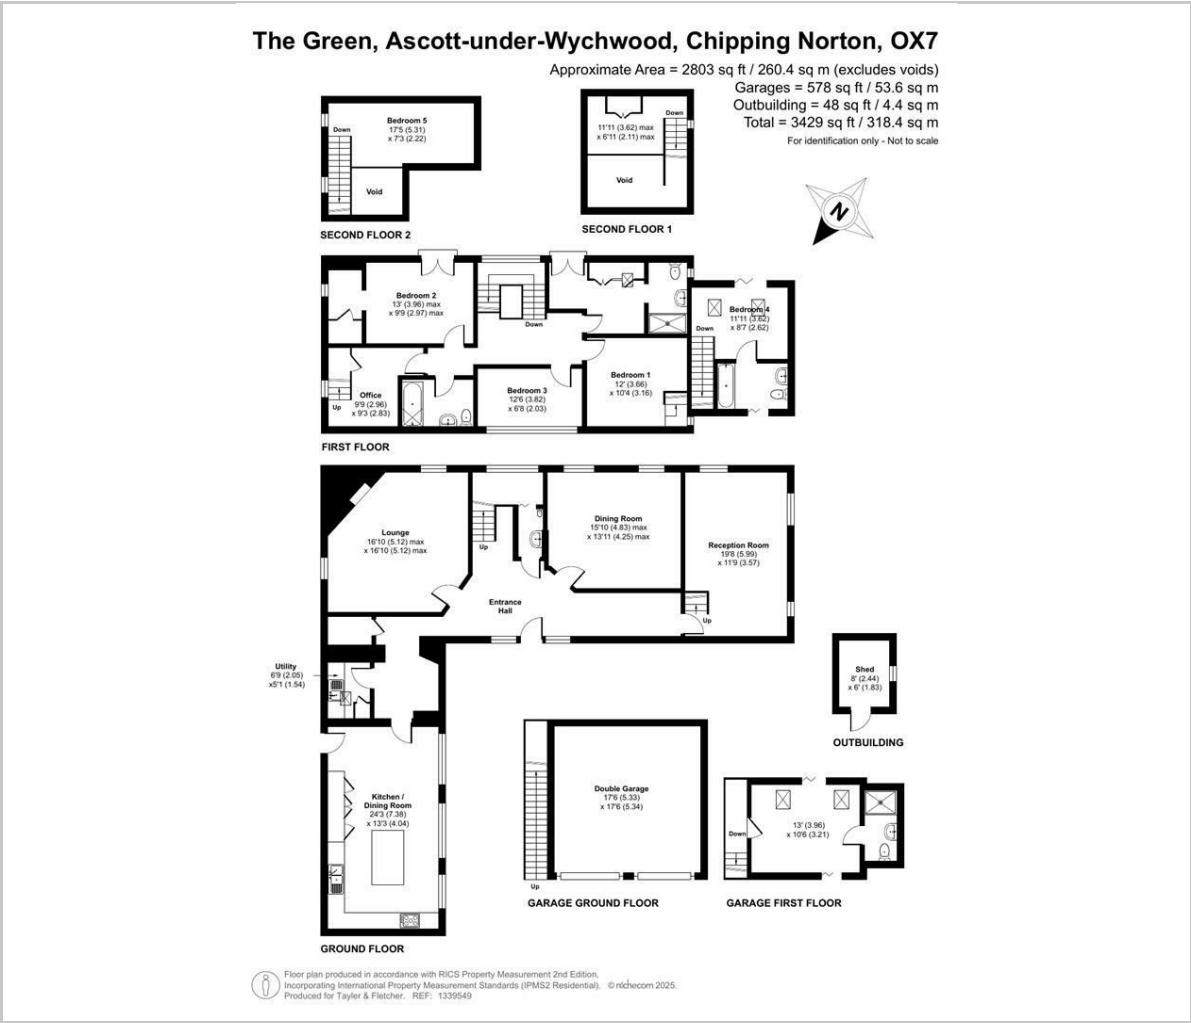 The Green, Ascott-under-Wychwood, Chipping Norton, OX7
Approximate Area = 2803 sq ft / 260.4 sq m (excludes voids)
Garages = 578 sq ft / 53.6 sq m
Outbuilding = 48 sq ft / 4.4 sq m
Total = 3429 sq ft / 318.4 sq m
For identification only - Not to scale
Bedroom 5
17'5 (5.31)
x 7'3 (2.22)
Down
Void
SECOND FLOOR 2
11'11 (3.62) max
x 6'11 (2.11) max
Down
Void
SECOND FLOOR 1
N
Bedroom 2
13' (3.96) max
x 9'9 (2.97) max
Down
Bedroom 4
11'11 (3.62)
x 8'7 (2.62)
Down
Bedroom 1
12' (3.66)
x 10'4 (3.16)
Bedroom 3
12'6 (3.82)
x 6'8 (2.03)
Office
9'9 (2.96)
x 9'3 (2.83)
Up
FIRST FLOOR
Lounge
16'10 (5.12) max
x 16'10 (5.12) max
Up
Dining Room
15'10 (4.83) max
x 13'11 (4.25) max
Reception Room
19'8 (5.99)
x 11'9 (3.57)
Up
Entrance
Hall
Utility
6'9 (2.05)
x5'1 (1.54)
Kitchen /
Dining Room
24'3 (7.38)
x 13'3 (4.04)
GROUND FLOOR
Shed
8' (2.44)
x 6' (1.83)
OUTBUILDING
Double Garage
17'6 (5.33)
x 17'6 (5.34)
Up
GARAGE GROUND FLOOR
13' (3.96)
x 10'6 (3.21)
Down
GARAGE FIRST FLOOR
Floor plan produced in accordance with RICS Property Measurement 2nd Edition,
Incorporating International Property Measurement Standards (IPMS2 Residential). © nichecom 2025.
Produced for Tayler & Fletcher. REF: 1339549